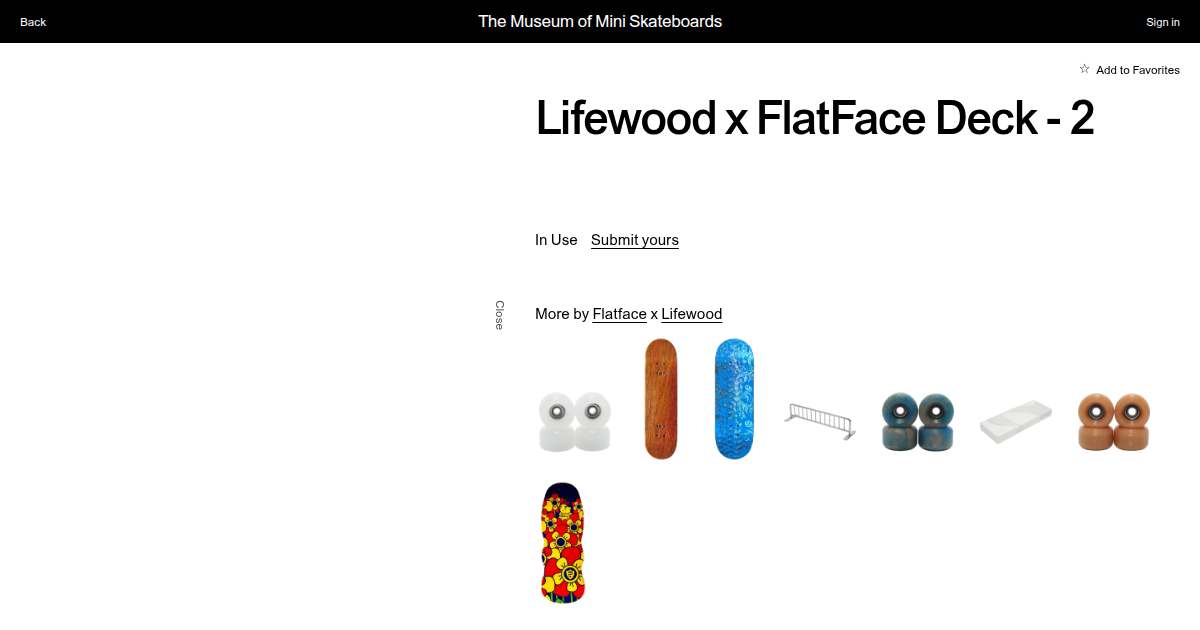 Back
The Museum of Mini Skateboards
Sign in
☆ Add to Favorites
Lifewood x FlatFace Deck - 2
In Use Submit yours
Close
More by Flatface x Lifewood